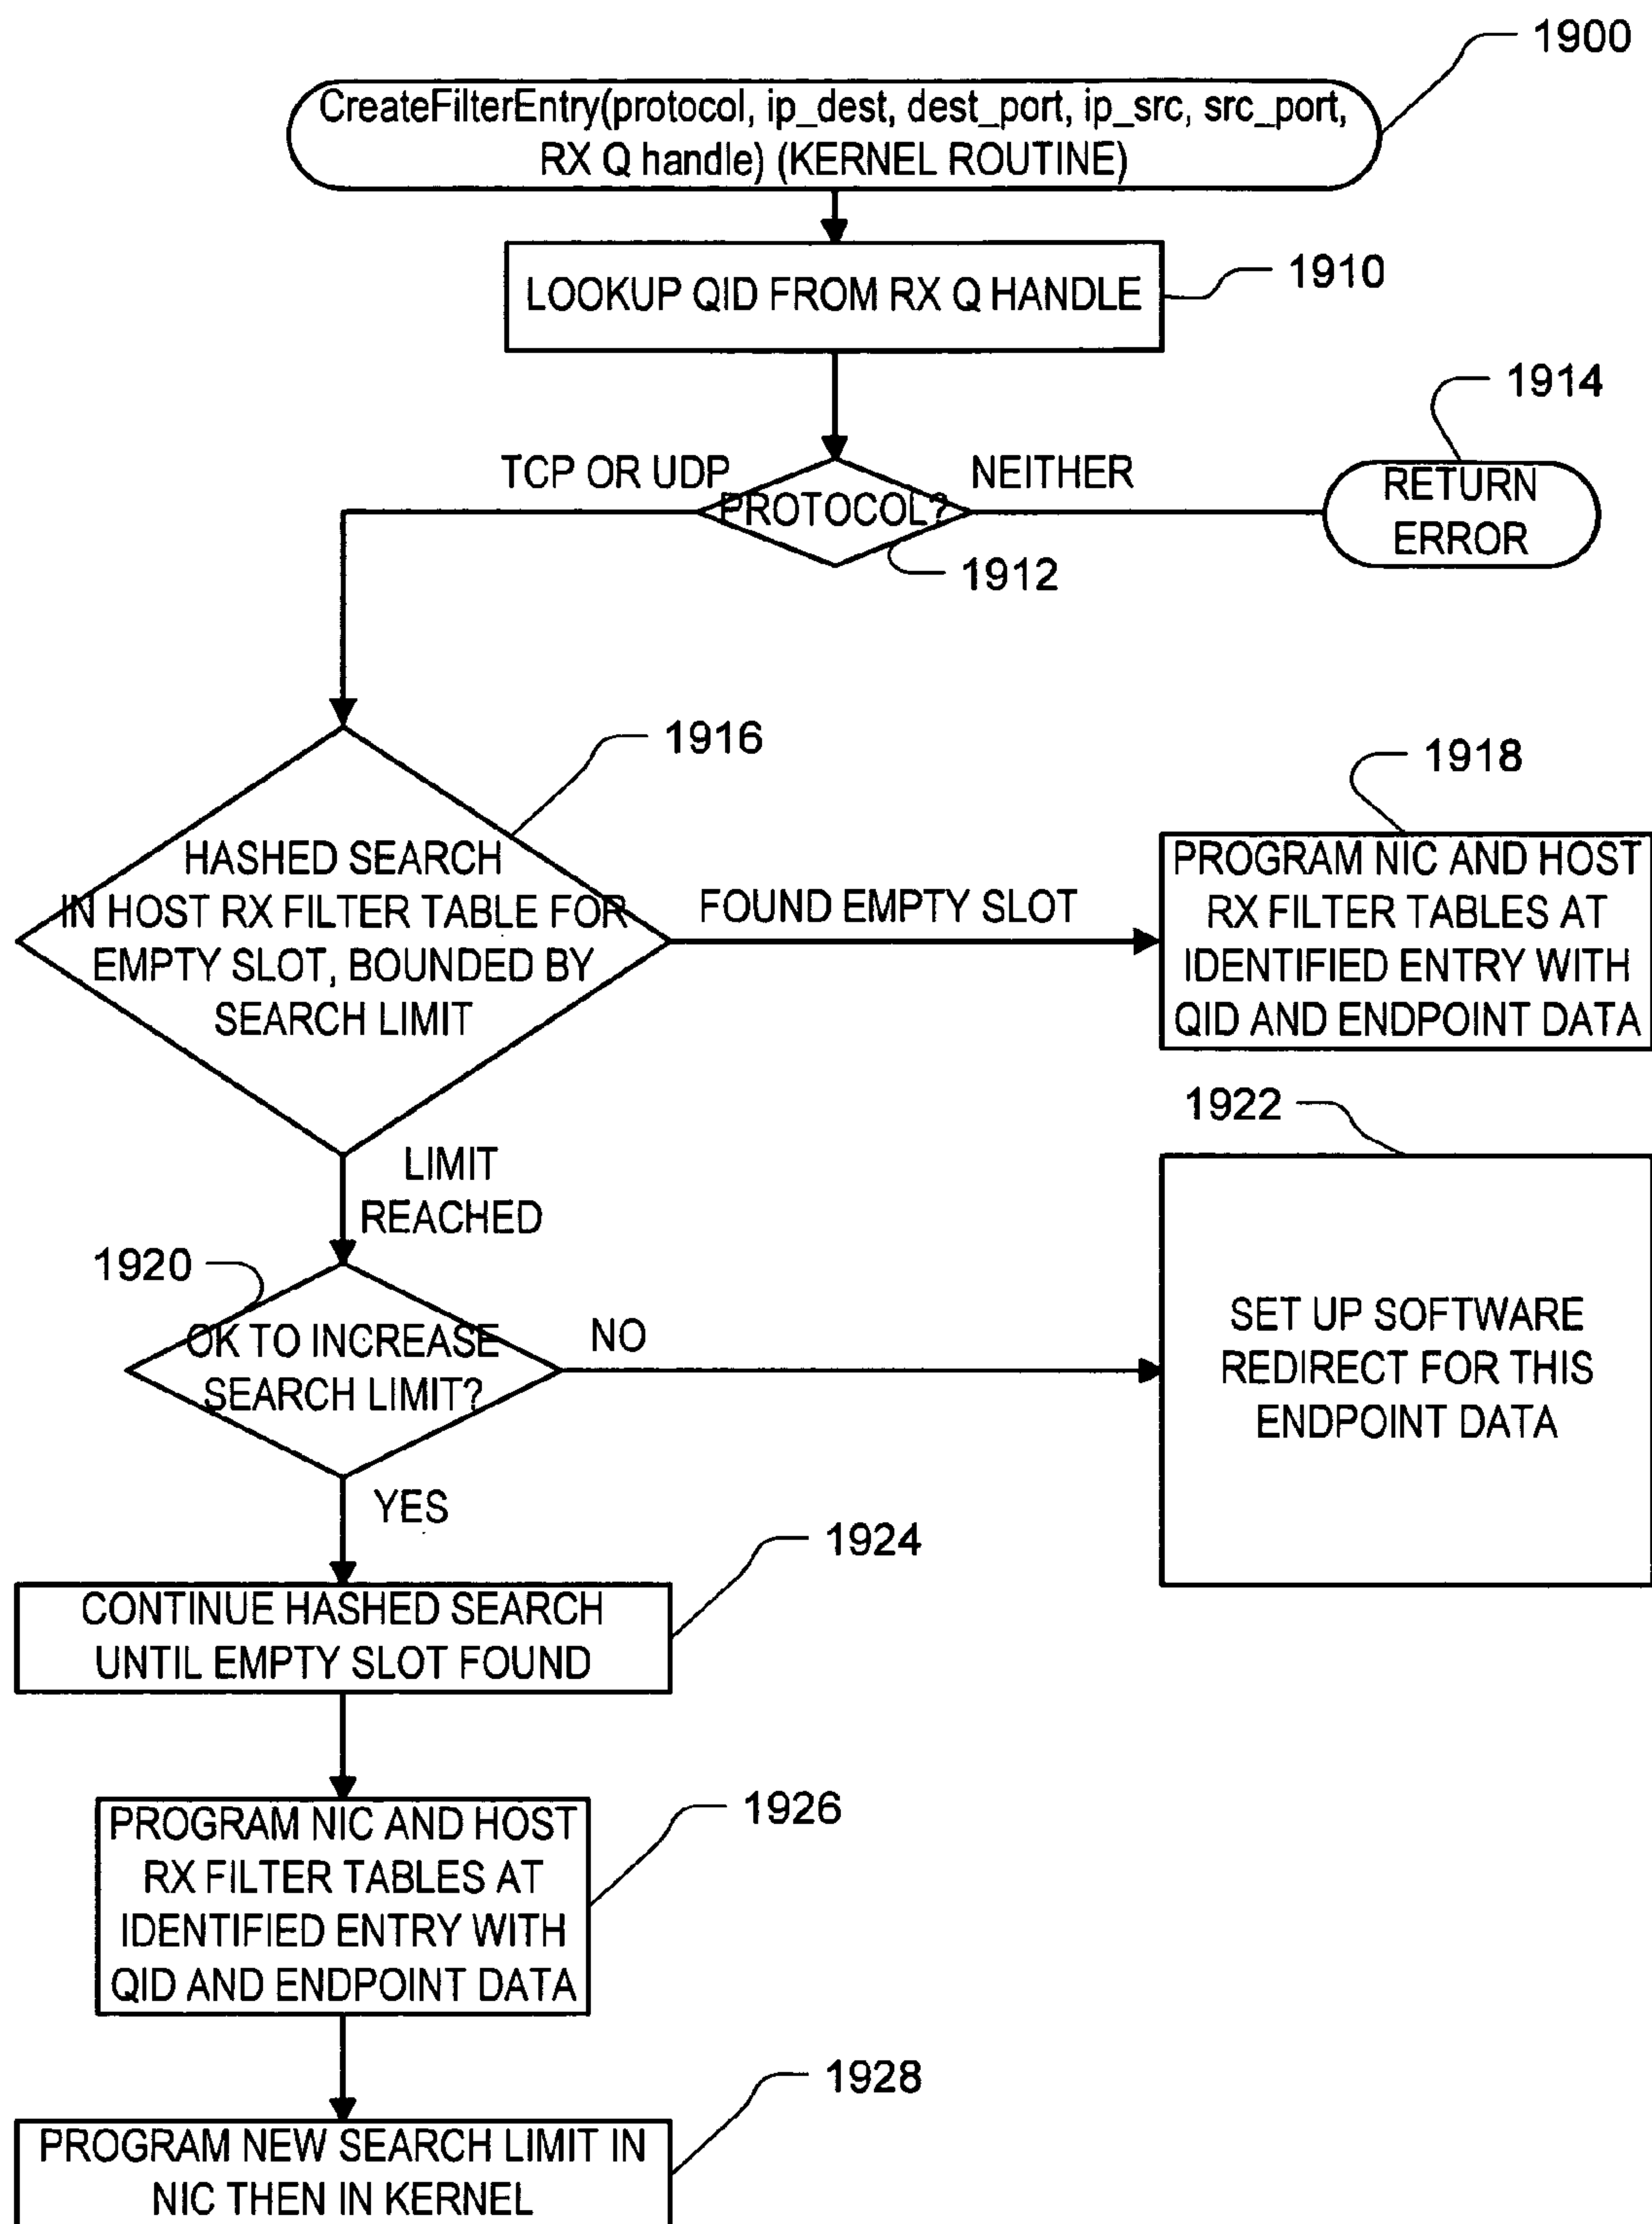 1900
CreateFilterEntry(protocol, ip_dest, dest_port, ip_src, src_port,
RX Q handle) (KERNEL ROUTINE)
1910
LOOKUP QID FROM RX Q HANDLE
1914
TCP OR UDP
PROTOCOL?
NEITHER
RETURN
ERROR
1912
1916
1918
HASHED SEARCH
IN HOST RX FILTER TABLE FOR
EMPTY SLOT, BOUNDED BY
SEARCH LIMIT
FOUND EMPTY SLOT
PROGRAM NIC AND HOST
RX FILTER TABLES AT
IDENTIFIED ENTRY WITH
QID AND ENDPOINT DATA
1922
LIMIT
REACHED
1920
OK TO INCREASE
SEARCH LIMIT?
NO
SET UP SOFTWARE
REDIRECT FOR THIS
ENDPOINT DATA
YES
1924
CONTINUE HASHED SEARCH
UNTIL EMPTY SLOT FOUND
1926
PROGRAM NIC AND HOST
RX FILTER TABLES AT
IDENTIFIED ENTRY WITH
QID AND ENDPOINT DATA
1928
PROGRAM NEW SEARCH LIMIT IN
NIC THEN IN KERNEL